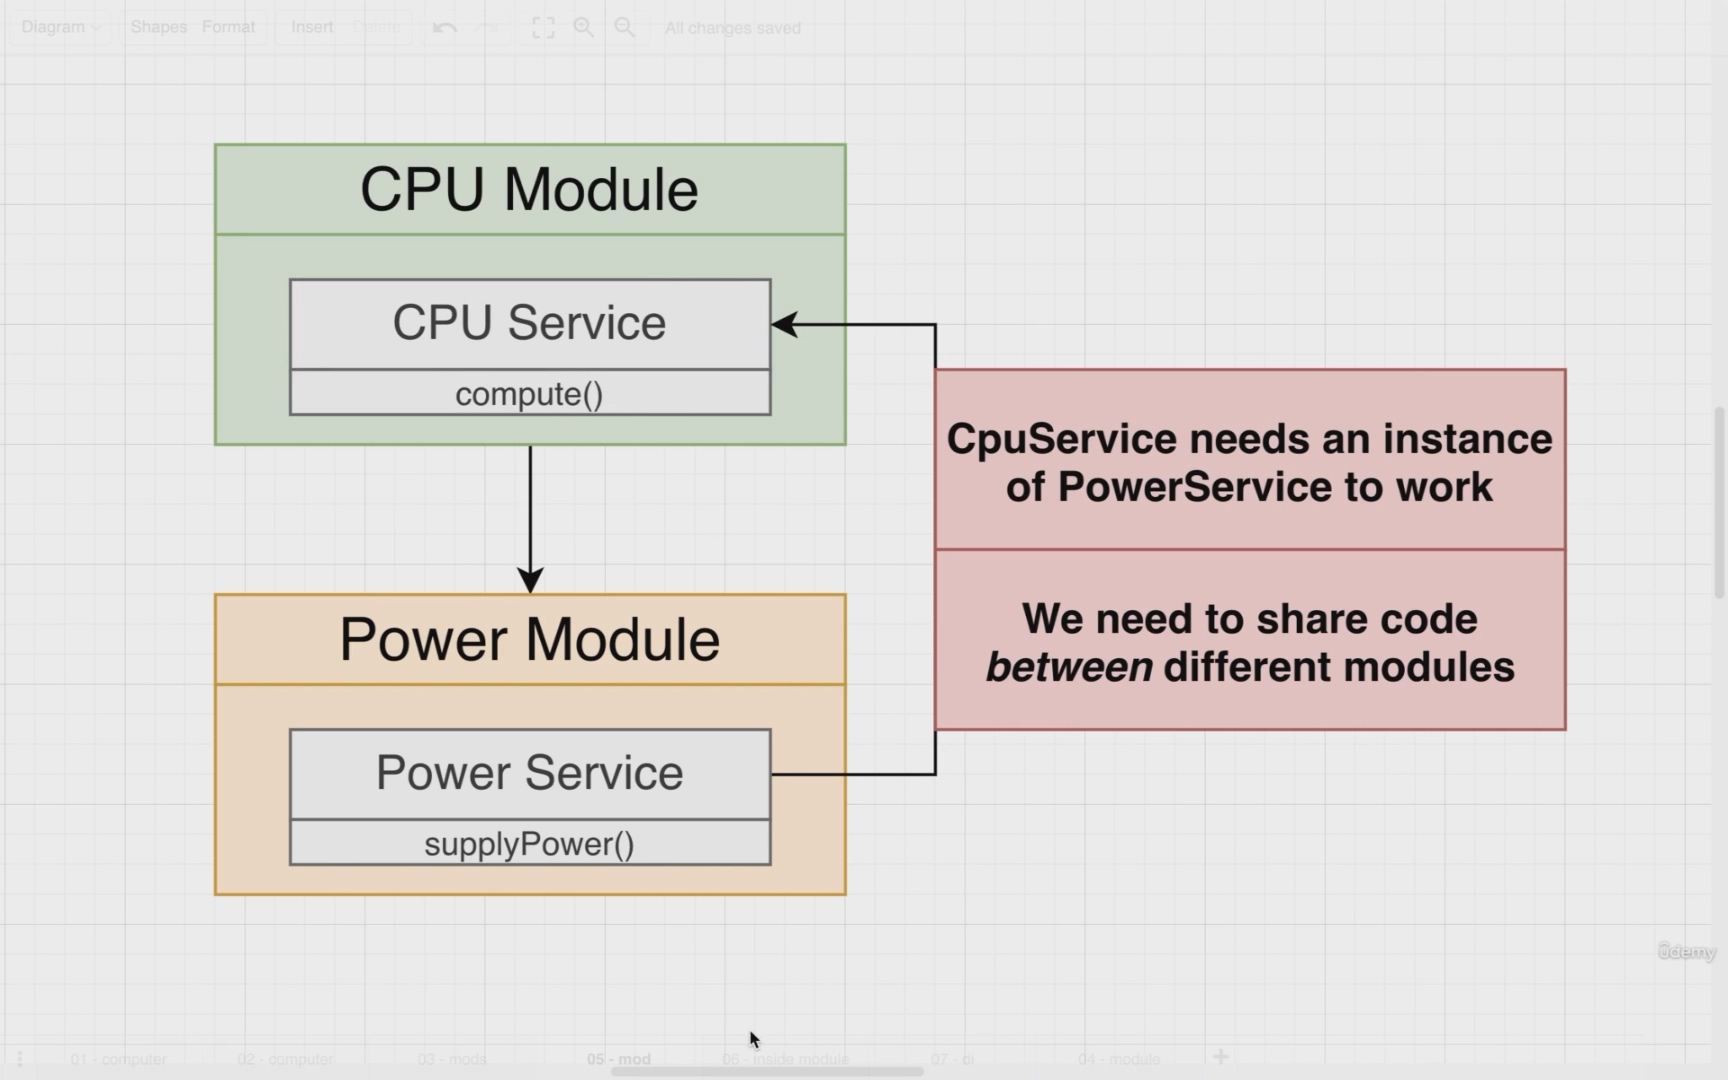 Diagram Shapes Format Insert Delete All changes saved
CPU Module
CPU Service
compute()
CpuService needs an instance
of PowerService to work
We need to share code
between different modules
Power Module
Power Service
supplyPower()
ûdemy
01 - computer 02 - computer 03 - mods 05 - mod 06 - inside module 07 - di 04 - module